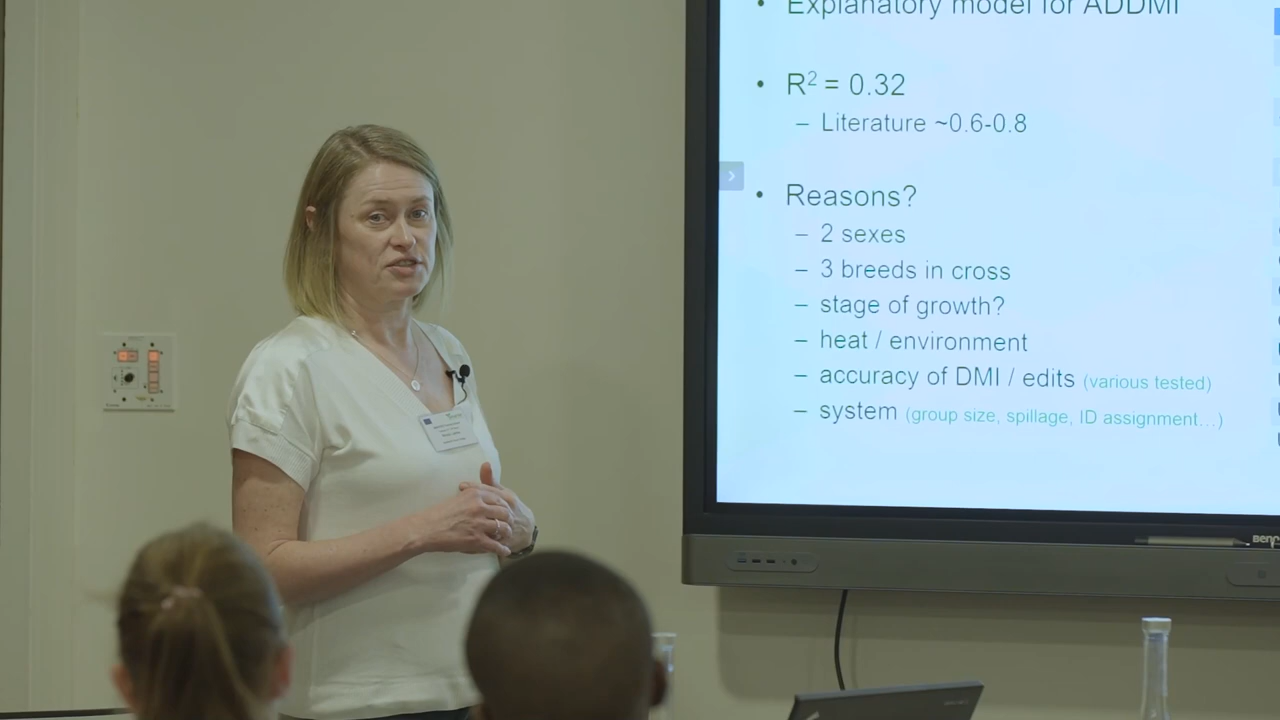 • Explanatory model for ADDMI
• R² = 0.32
– Literature ~0.6-0.8
• Reasons?
– 2 sexes
– 3 breeds in cross
– stage of growth?
– heat / environment
– accuracy of DMI / edits (various tested)
– system (group size, spillage, ID assignment...)
BenQ